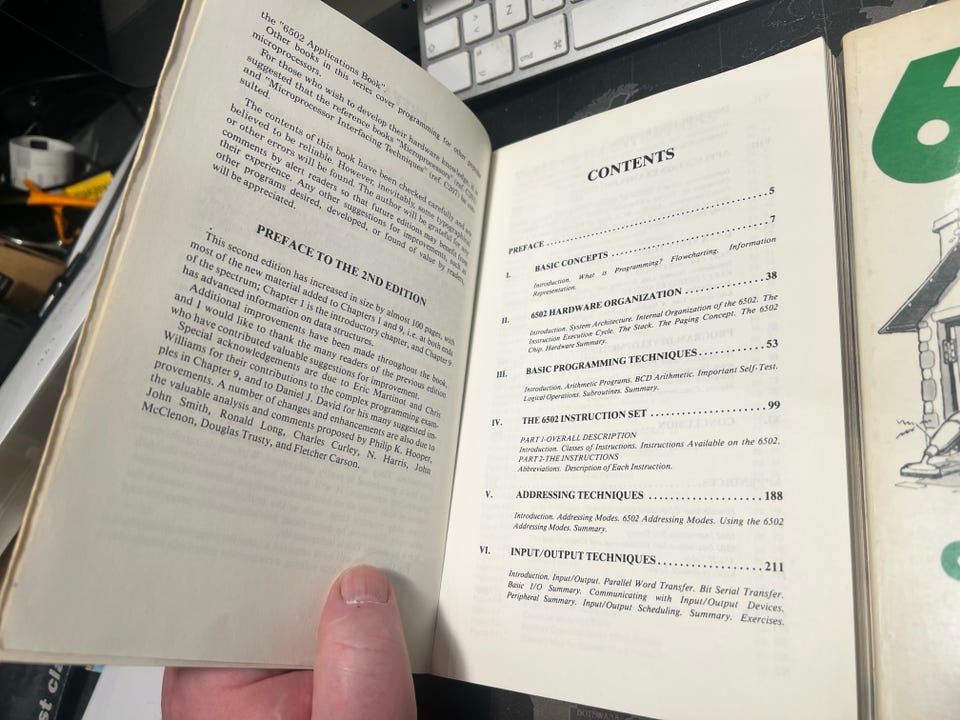 the "6502 Applications Book".
Other books in this series cover programming for other popular
microprocessors.
For those who wish to develop their hardware knowledge, it is
suggested that the reference books "Microprocessors" (ref. C201)
and "Microprocessor Interfacing Techniques" (ref. C207) be con-
sulted.
The contents of this book have been checked carefully and are
believed to be reliable. However, inevitably, some typographical
or other errors will be found. The author will be grateful for any
comments by alert readers so that future editions may benefit from
their experience. Any other suggestions for improvements, such as
other programs desired, developed, or found of value by readers,
will be appreciated.
PREFACE TO THE 2ND EDITION
This second edition has increased in size by almost 100 pages, with
most of the new material added to Chapters 1 and 9, i.e. at both ends
of the spectrum; Chapter 1 is the introductory chapter, and Chapter 9
has advanced information on data structures.
Additional improvements have been made throughout the book,
and I would like to thank the many readers of the previous edition
who have contributed valuable suggestions for improvement.
Special acknowledgements are due to Eric Martinot and Chris
Williams for their contributions to the complex programming exam-
ples in Chapter 9, and to Daniel J. David for his many suggested im-
provements. A number of changes and enhancements are also due to
the valuable analysis and comments proposed by Philip K. Hooper,
John Smith, Ronald Long, Charles Curley, N. Harris, John
McClenon, Douglas Trusty, and Fletcher Carson.
CONTENTS
PREFACE ........................................5
I. BASIC CONCEPTS ..............................7
Introduction. What is Programming? Flowcharting. Information
Representation.
II. 6502 HARDWARE ORGANIZATION ................38
Introduction. System Architecture. Internal Organization of the 6502. The
Instruction Execution Cycle. The Stack. The Paging Concept. The 6502
Chip. Hardware Summary.
III. BASIC PROGRAMMING TECHNIQUES ...............53
Introduction. Arithmetic Programs. BCD Arithmetic. Important Self-Test.
Logical Operations. Subroutines. Summary.
IV. THE 6502 INSTRUCTION SET .....................99
PART 1-OVERALL DESCRIPTION
Introduction. Classes of Instructions. Instructions Available on the 6502.
PART 2-THE INSTRUCTIONS
Abbreviations. Description of Each Instruction.
V. ADDRESSING TECHNIQUES .....................188
Introduction. Addressing Modes. 6502 Addressing Modes. Using the 6502
Addressing Modes. Summary.
VI. INPUT/OUTPUT TECHNIQUES....................211
Introduction. Input/Output. Parallel Word Transfer. Bit Serial Transfer.
Basic I/O Summary. Communicating with Input/Output Devices.
Peripheral Summary. Input/Output Scheduling. Summary. Exercises.
Z
X
cmd
⌘
6